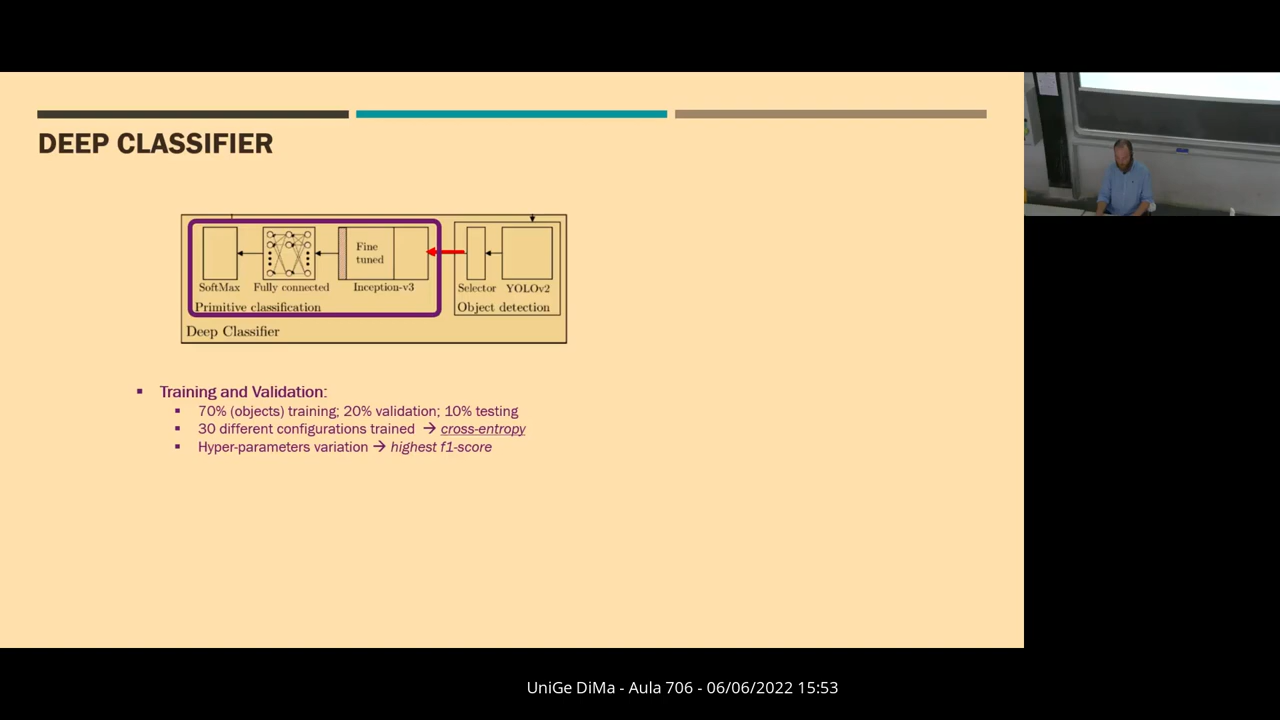 DEEP CLASSIFIER
Fine
tuned
SoftMax Fully connected Inception-v3 Selector YOLOv2
Primitive classification Object detection
Deep Classifier
▪ Training and Validation:
▪ 70% (objects) training; 20% validation; 10% testing
▪ 30 different configurations trained → cross-entropy
▪ Hyper-parameters variation → highest f1-score
UniGe DiMa - Aula 706 - 06/06/2022 15:53